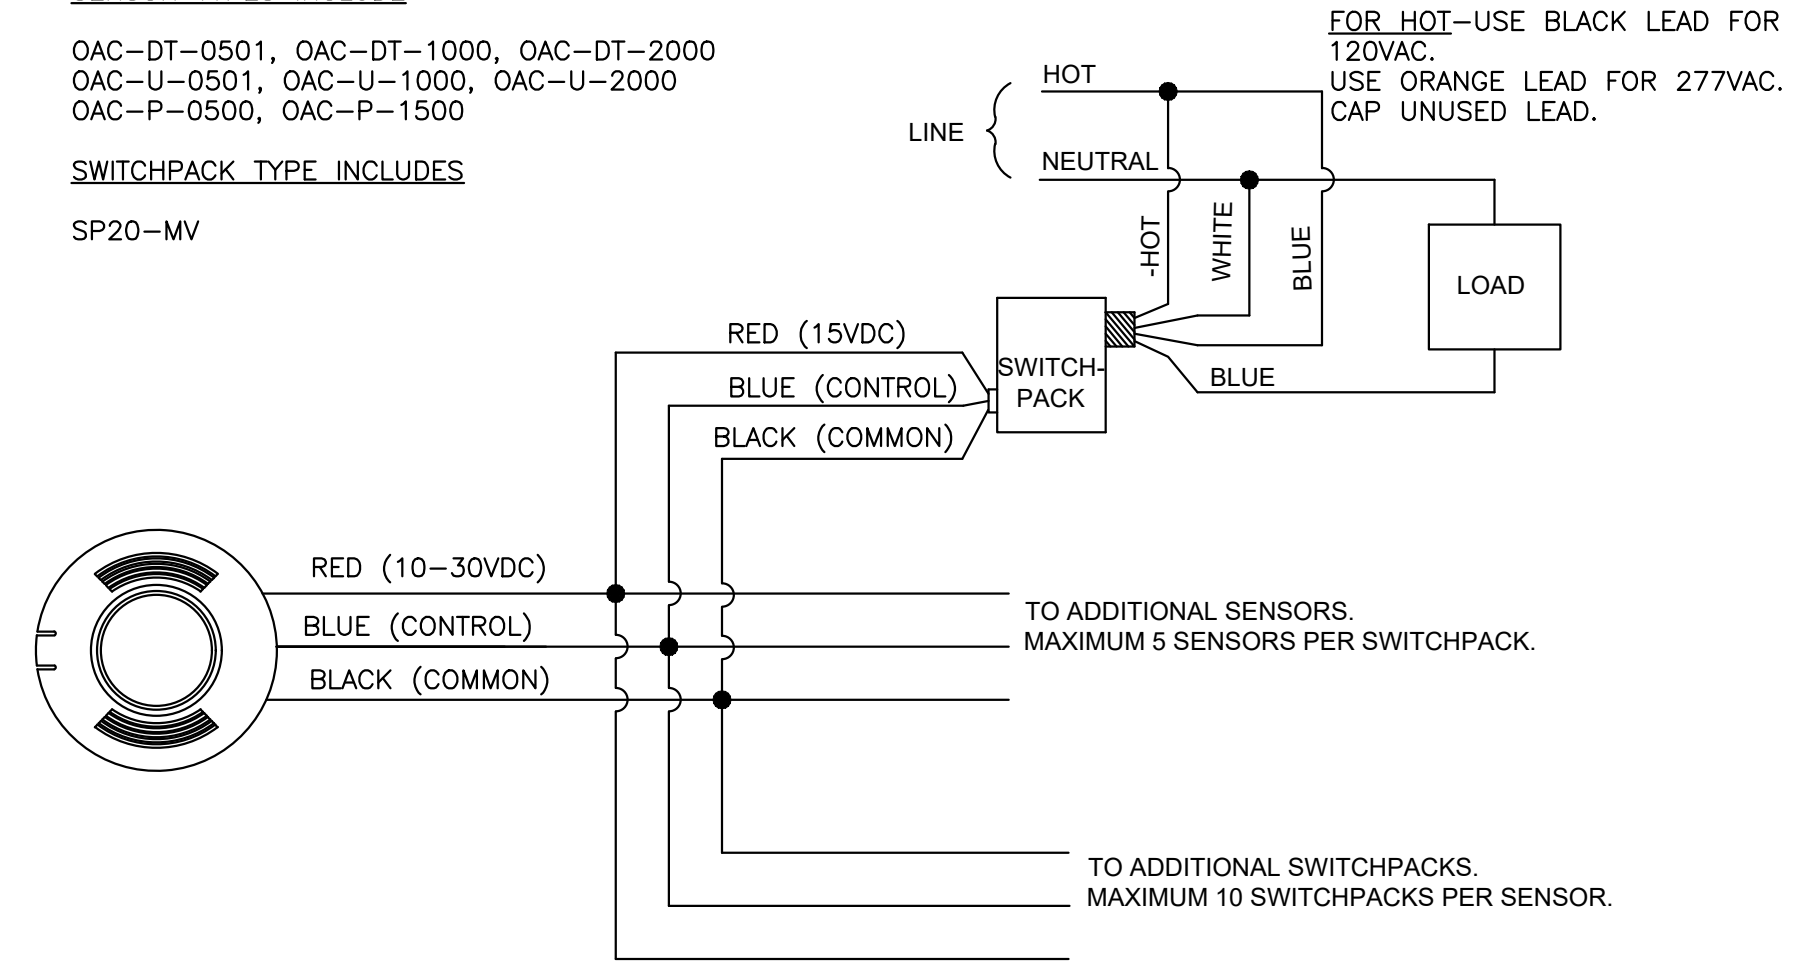 OAC-DT-0501, OAC-DT-1000, OAC-DT-2000
OAC-U-0501, OAC-U-1000, OAC-U-2000
OAC-P-0500, OAC-P-1500
SWITCHPACK TYPE INCLUDES
SP20-MV
FOR HOT-USE BLACK LEAD FOR
120VAC.
USE ORANGE LEAD FOR 277VAC.
CAP UNUSED LEAD.
HOT
LINE
NEUTRAL
-HOT
WHITE
BLUE
LOAD
RED (15VDC)
SWITCH-
PACK
BLUE
BLUE (CONTROL)
BLACK (COMMON)
RED (10-30VDC)
BLUE (CONTROL)
BLACK (COMMON)
TO ADDITIONAL SENSORS.
MAXIMUM 5 SENSORS PER SWITCHPACK.
TO ADDITIONAL SWITCHPACKS.
MAXIMUM 10 SWITCHPACKS PER SENSOR.